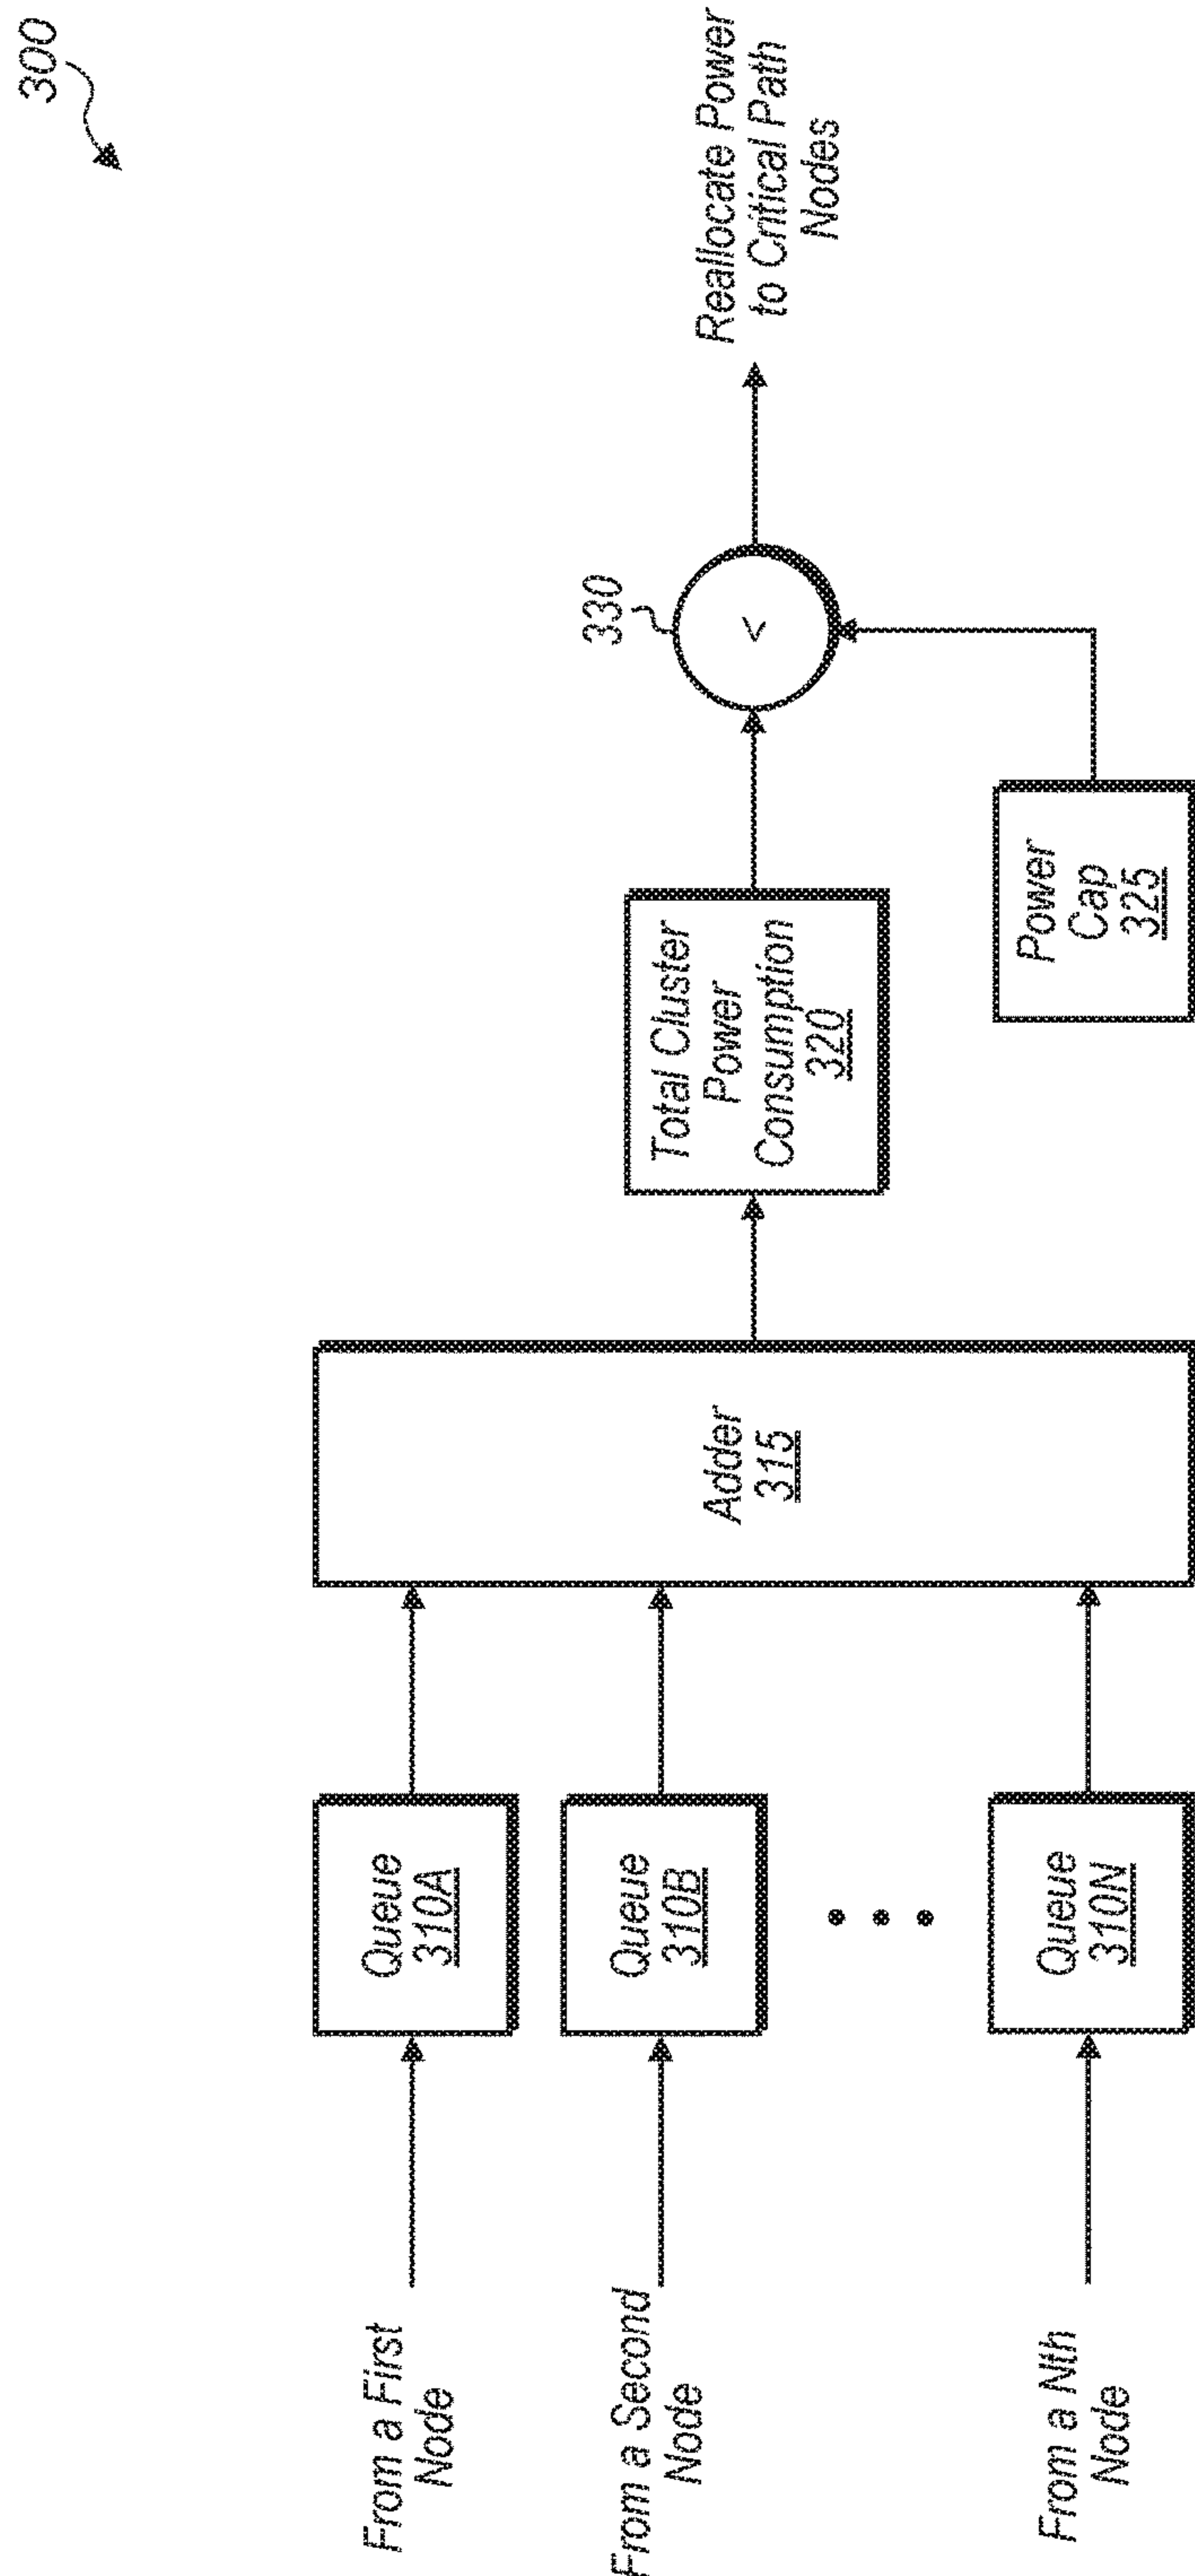 300
From a First
Node
Queue
310A
From a Second
Node
Queue
310B
From a Nth
Node
Queue
310N
Adder
315
Total Cluster
Power
Consumption
320
Power
Cap
325
330
<
Reallocate Power
to Critical Path
Nodes